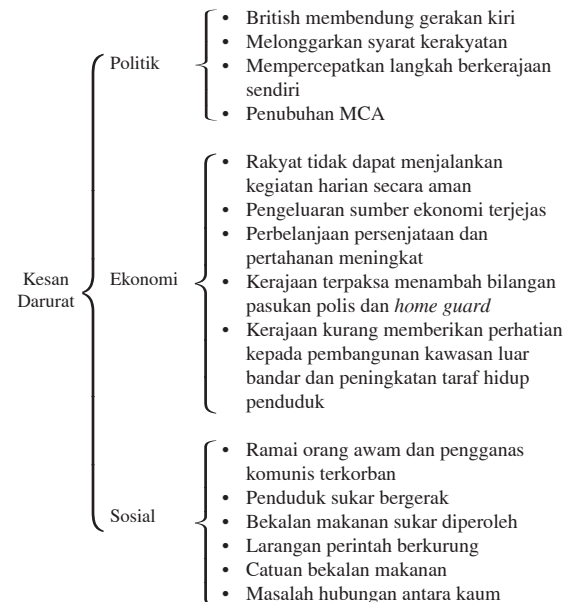 • British membendung gerakan kiri
• Melonggarkan syarat kerakyatan
Politik
• Mempercepatkan langkah berkerajaan
sendiri
• Penubuhan MCA
• Rakyat tidak dapat menjalankan
kegiatan harian secara aman
• Pengeluaran sumber ekonomi terjejas
• Perbelanjaan persenjataan dan
pertahanan meningkat
Kesan
Darurat
Ekonomi
• Kerajaan terpaksa menambah bilangan
pasukan polis dan home guard
• Kerajaan kurang memberikan perhatian
kepada pembangunan kawasan luar
bandar dan peningkatan taraf hidup
penduduk
• Ramai orang awam dan pengganas
komunis terkorban
• Penduduk sukar bergerak
Sosial
• Bekalan makanan sukar diperoleh
• Larangan perintah berkurung
• Catuan bekalan makanan
• Masalah hubungan antara kaum